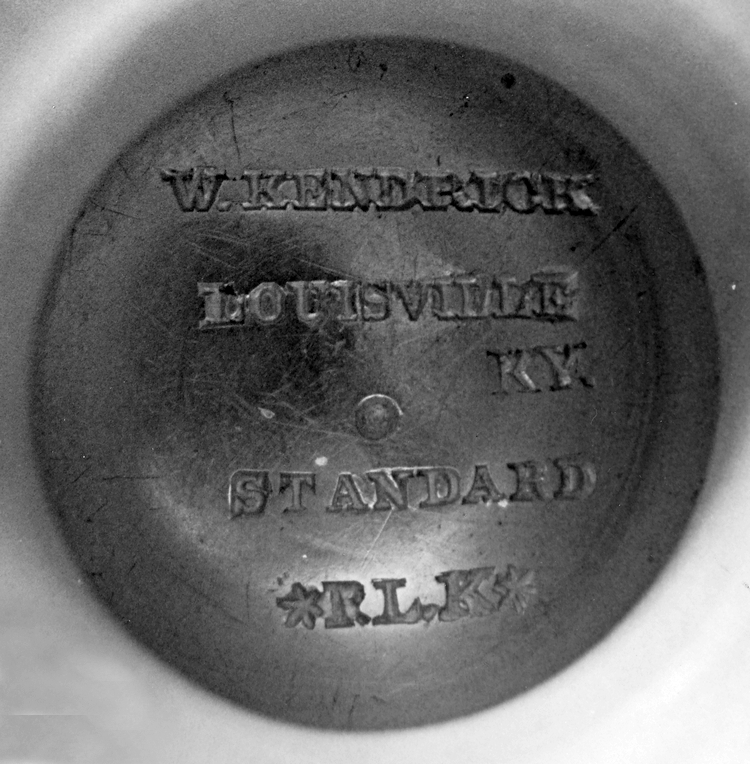 W. KENDRICK
LOUISVILLE
KY.
STANDARD
*P.L.K*